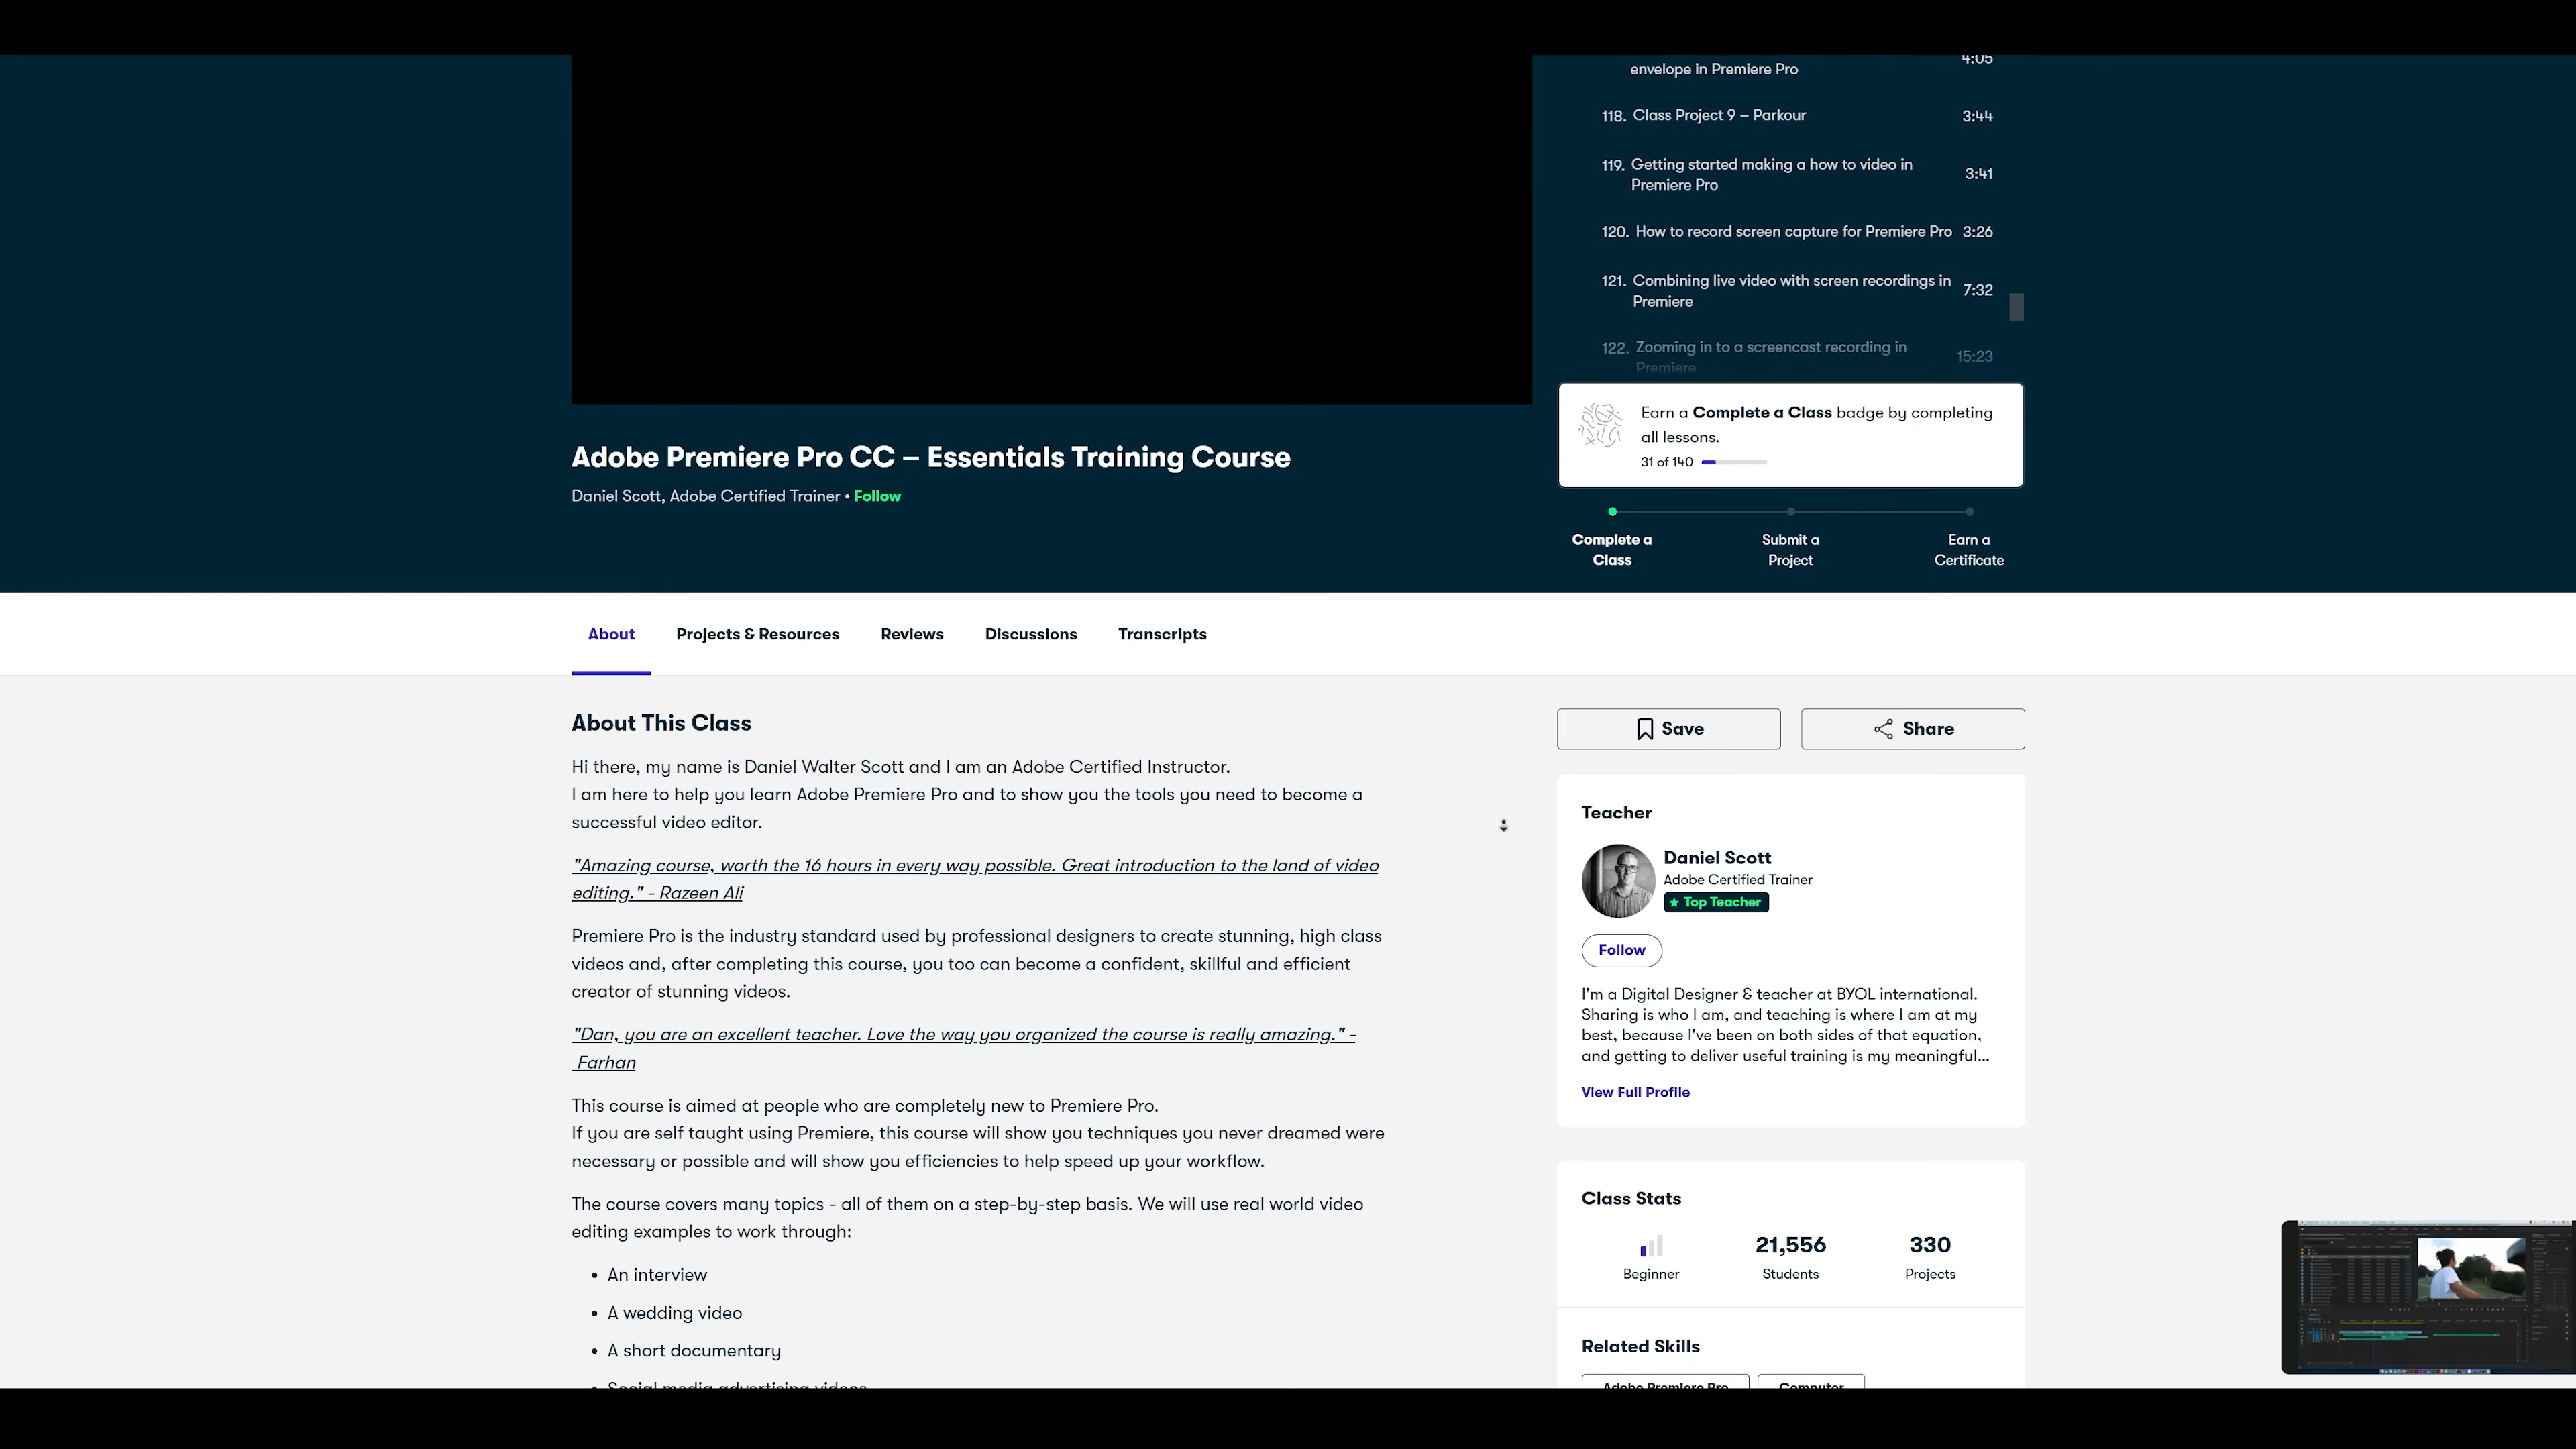 envelope in Premiere Pro
4:05
118. Class Project 9 – Parkour 3:44
119. Getting started making a how to video in
Premiere Pro
3:41
120. How to record screen capture for Premiere Pro 3:26
121. Combining live video with screen recordings in
Premiere
7:32
122. Zooming in to a screencast recording in
Premiere
15:23
Earn a Complete a Class badge by completing
all lessons.
31 of 140
Complete a
Class
Submit a
Project
Earn a
Certificate
Adobe Premiere Pro CC – Essentials Training Course
Daniel Scott, Adobe Certified Trainer • Follow
About Projects & Resources Reviews Discussions Transcripts
About This Class
Hi there, my name is Daniel Walter Scott and I am an Adobe Certified Instructor.
I am here to help you learn Adobe Premiere Pro and to show you the tools you need to become a
successful video editor.
"Amazing course, worth the 16 hours in every way possible. Great introduction to the land of video
editing." - Razeen Ali
Premiere Pro is the industry standard used by professional designers to create stunning, high class
videos and, after completing this course, you too can become a confident, skillful and efficient
creator of stunning videos.
"Dan, you are an excellent teacher. Love the way you organized the course is really amazing." -
Farhan
This course is aimed at people who are completely new to Premiere Pro.
If you are self taught using Premiere, this course will show you techniques you never dreamed were
necessary or possible and will show you efficiencies to help speed up your workflow.
The course covers many topics - all of them on a step-by-step basis. We will use real world video
editing examples to work through:
• An interview
• A wedding video
• A short documentary
• Social media advertising videos
Save
Share
Teacher
Daniel Scott
Adobe Certified Trainer
★ Top Teacher
Follow
I'm a Digital Designer & teacher at BYOL international.
Sharing is who I am, and teaching is where I am at my
best, because I've been on both sides of that equation,
and getting to deliver useful training is my meaningful...
View Full Profile
Class Stats
21,556 330
Beginner Students Projects
Related Skills
Adobe Premiere Pro Computer